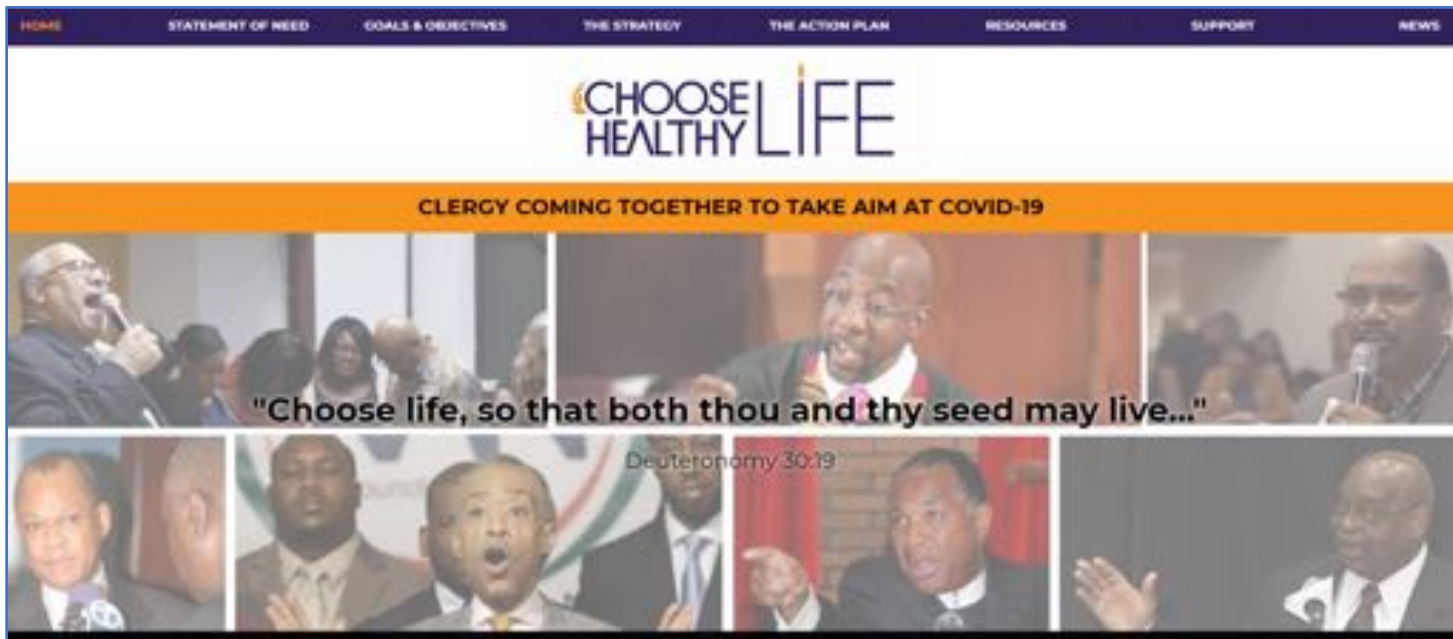 HOME STATEMENT OF NEED GOALS & OBJECTIVES THE STRATEGY THE ACTION PLAN RESOURCES SUPPORT NEWS
CHOOSE
HEALTHY LIFE
CLERGY COMING TOGETHER TO TAKE AIM AT COVID-19
"Choose life, so that both thou and thy seed may live..."
Deuteronomy 30:19